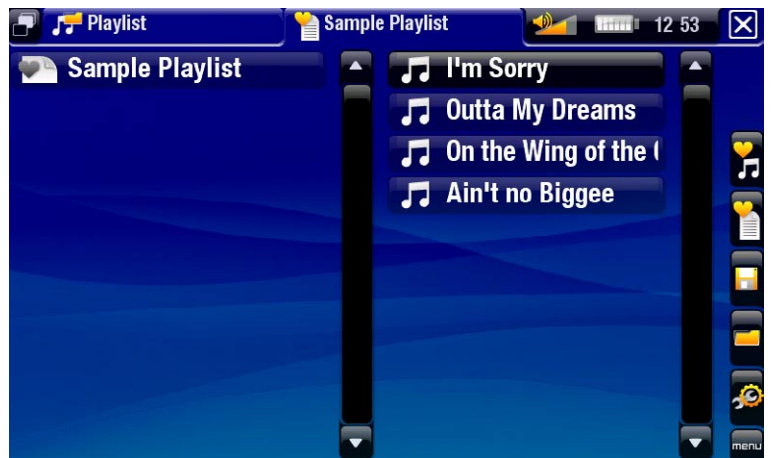 Playlist
Sample Playlist
12 53
Sample Playlist
I'm Sorry
Outta My Dreams
On the Wing of the
Ain't no Biggee
menu